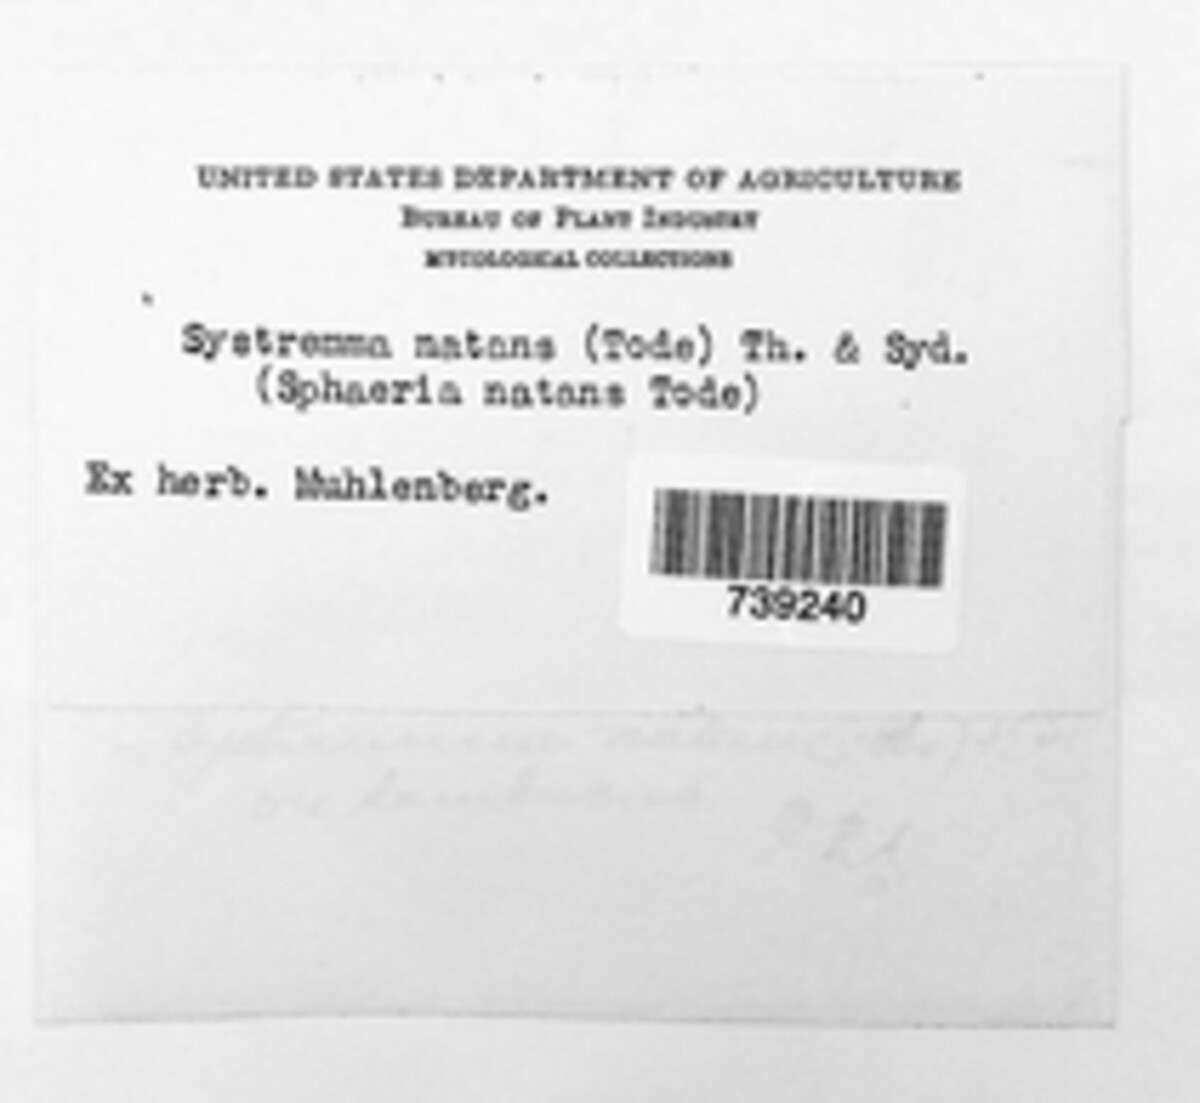 UNITED STATES DEPARTMENT OF AGRICULTURE
BUREAU OF PLANT INDUSTRY
MYCOLOGICAL COLLECTIONS
Systremma natans (Tode) Th. & Syd.
(Sphaeria natans Tode)
Ex herb. Muhlenberg.
739240